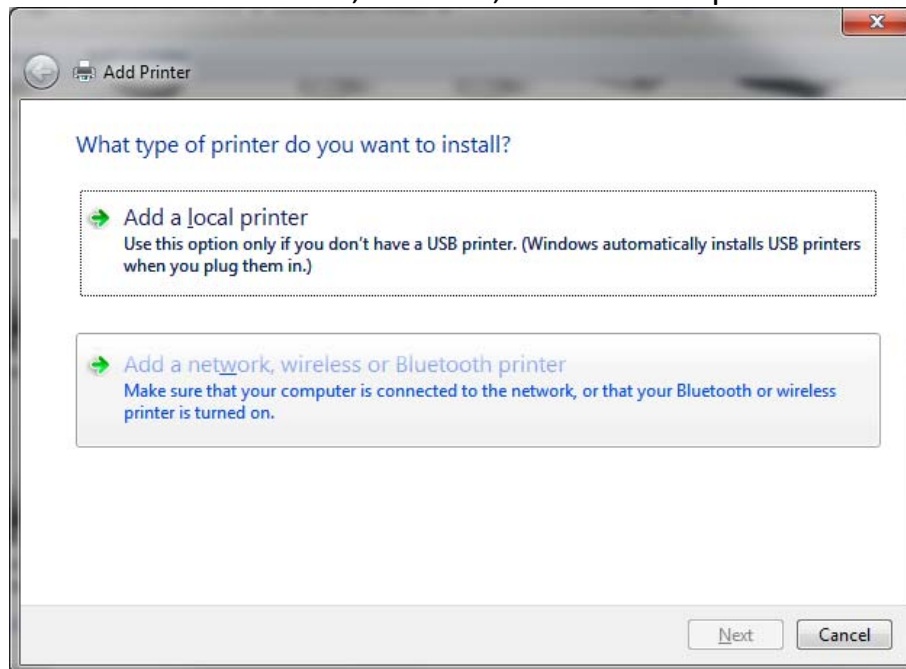 Add Printer
What type of printer do you want to install?
Add a local printer
Use this option only if you don't have a USB printer. (Windows automatically installs USB printers
when you plug them in.)
Add a network, wireless or Bluetooth printer
Make sure that your computer is connected to the network, or that your Bluetooth or wireless
printer is turned on.
Next Cancel